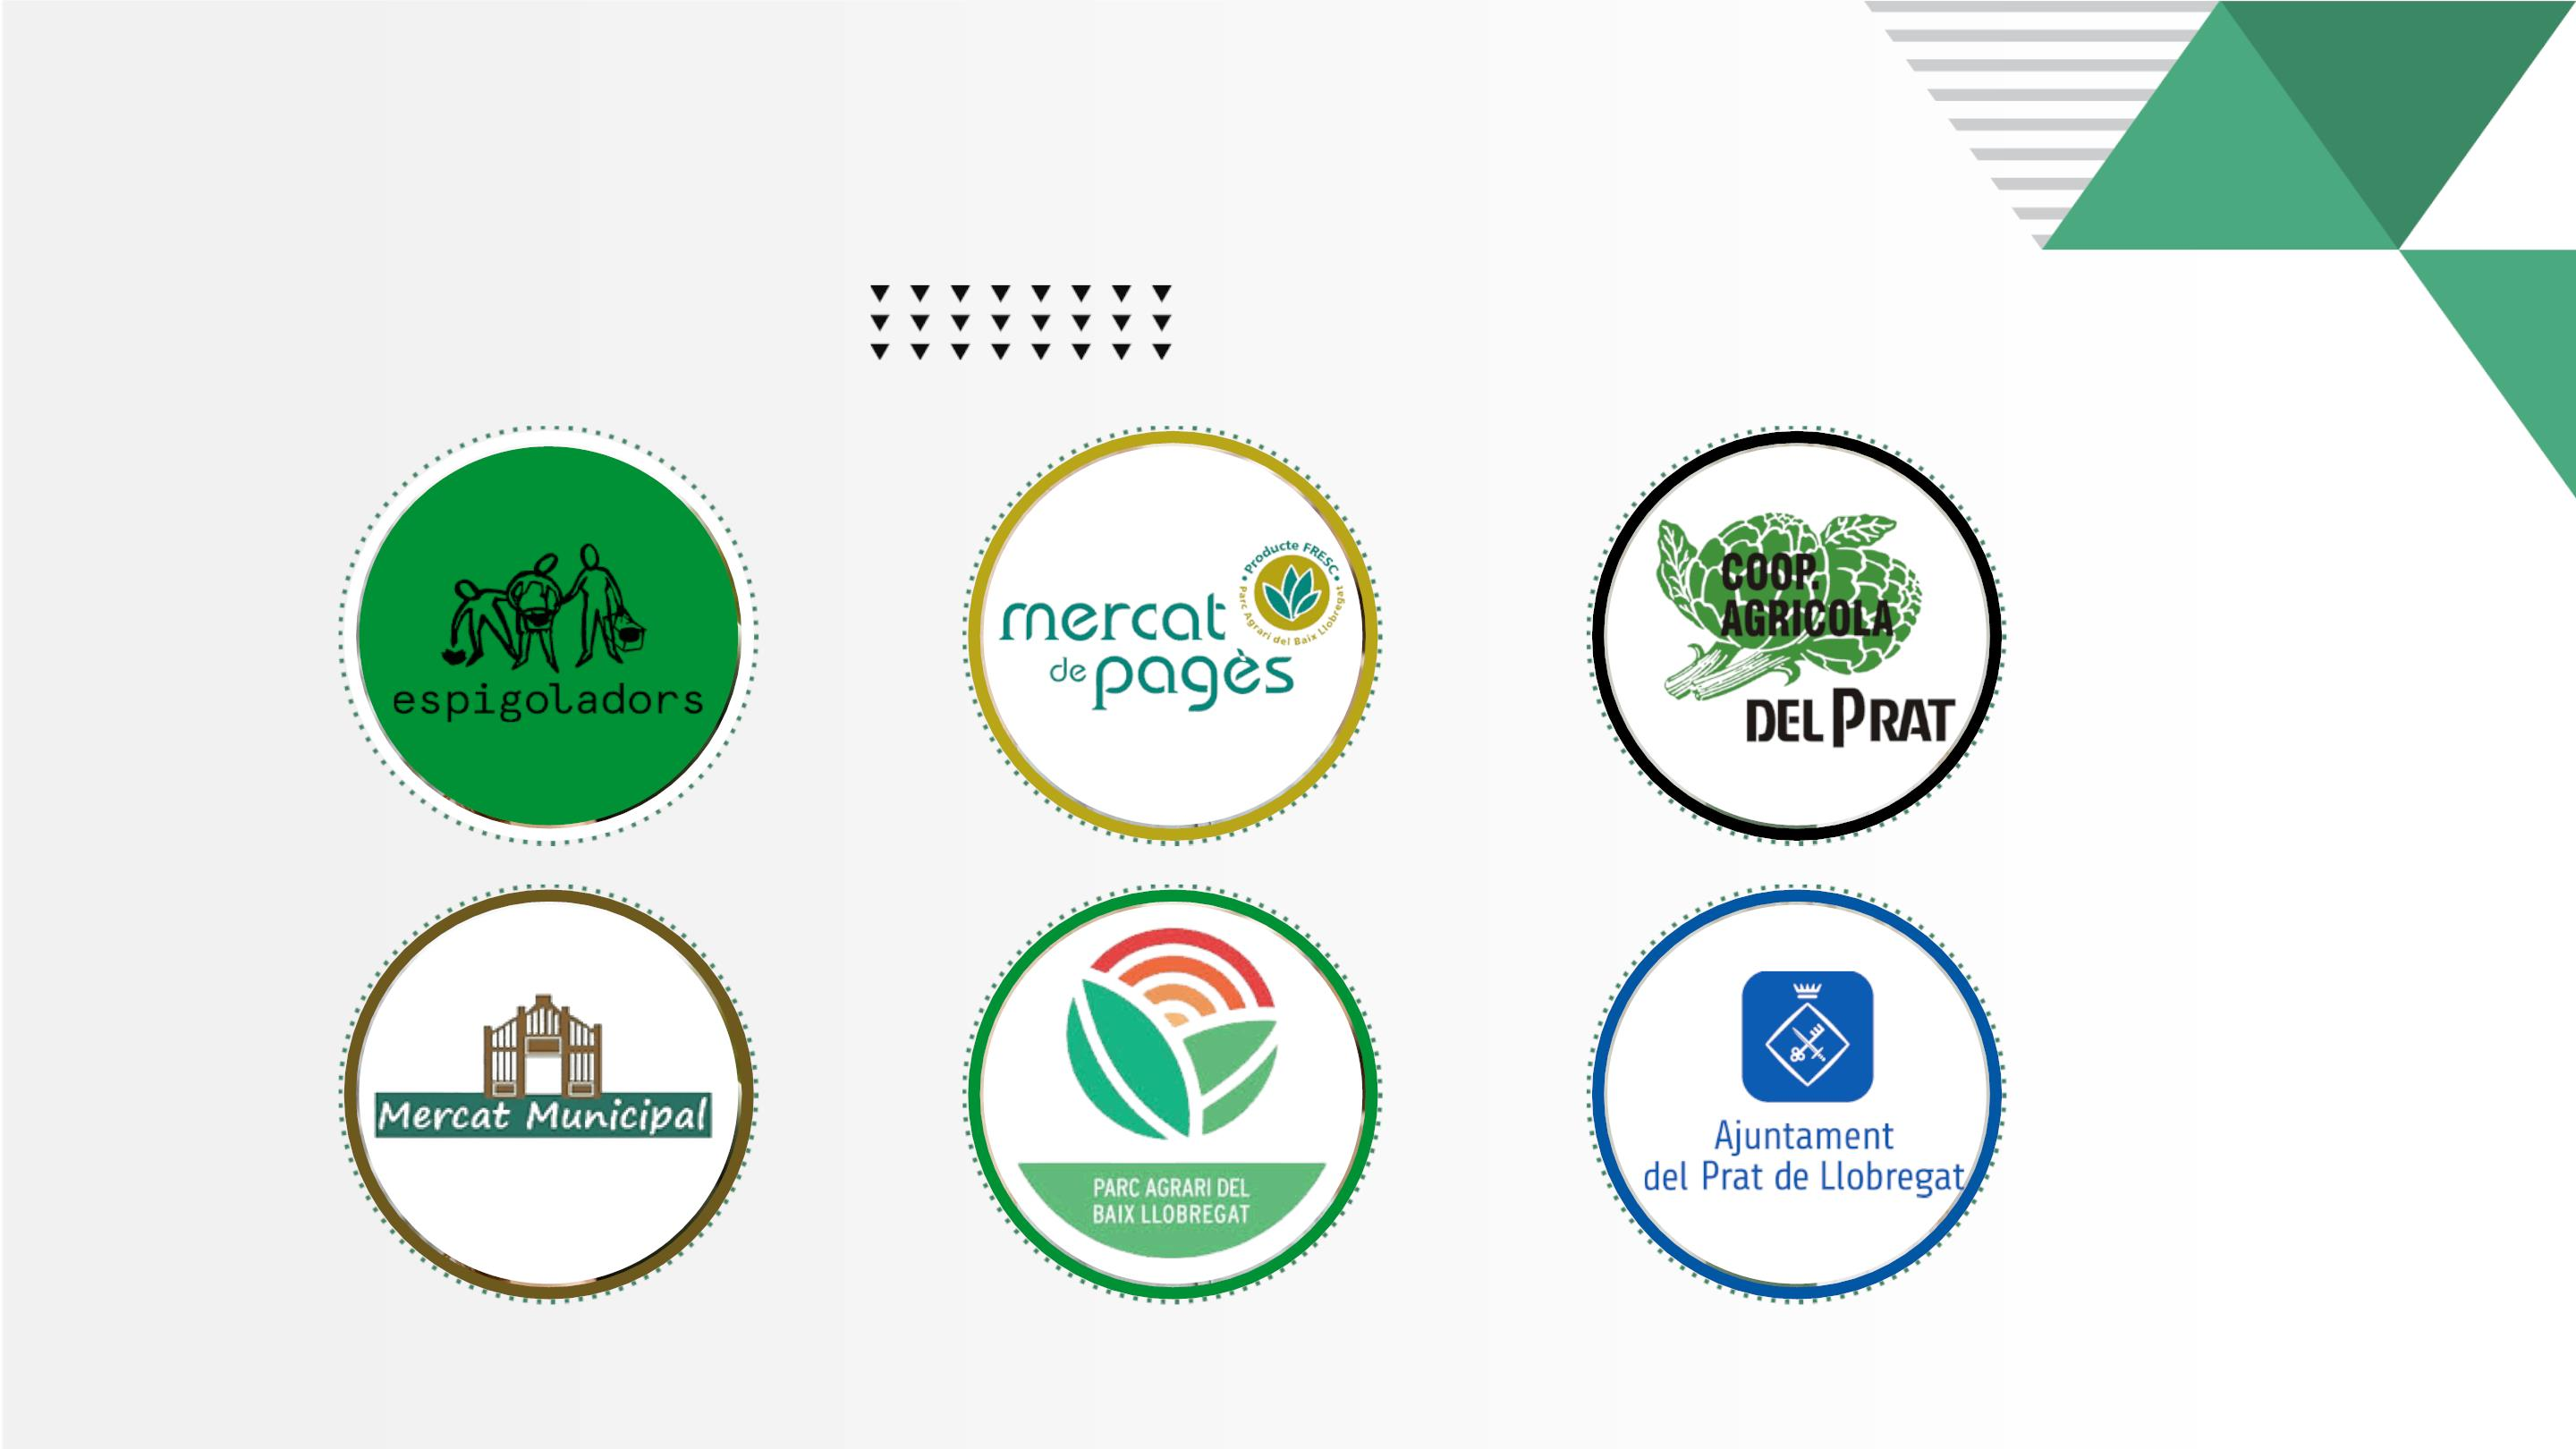 espigoladors
mercat
de pagès
Producte FRESC
Parc Agrari del Baix Llobregat
COOP.
AGRICOLA
DEL PRAT
Mercat Municipal
PARC AGRARI DEL
BAIX LLOBREGAT
Ajuntament
del Prat de Llobregat